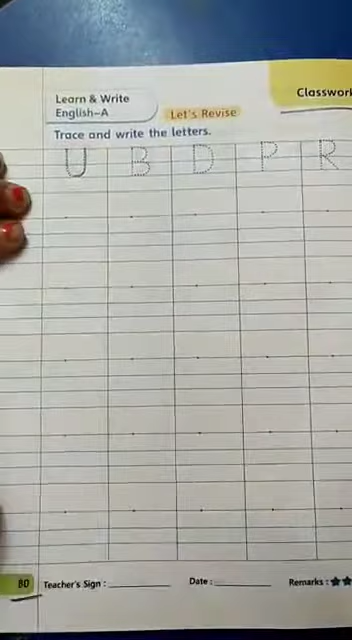 Learn & Write
English-A
Let's Revise
Classwork
Trace and write the letters.
U B D P R
80 Teacher's Sign : Date : Remarks :